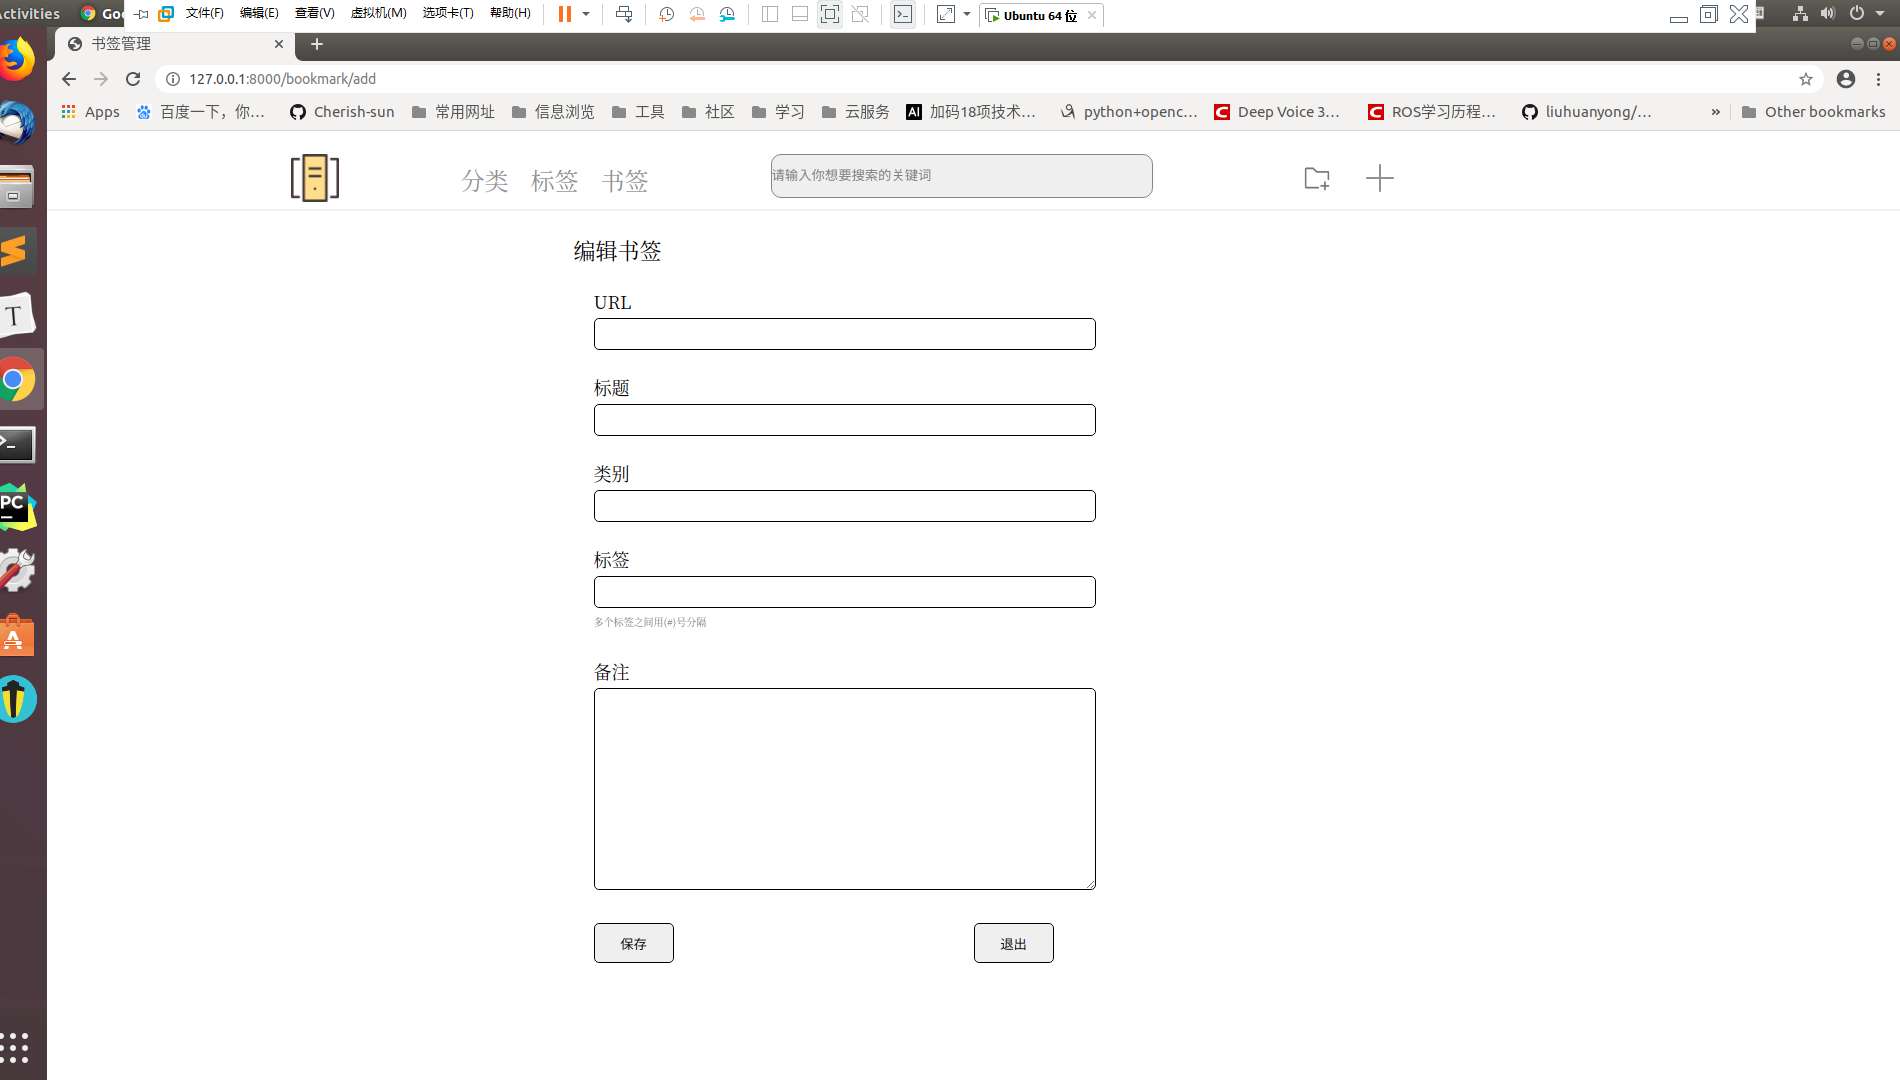 Activities
Goo
文件(F) 编辑(E) 查看(V) 虚拟机(M) 选项卡(T) 帮助(H)
Ubuntu 64 位
书签管理
127.0.0.1:8000/bookmark/add
Apps 百度一下，你... Cherish-sun 常用网址 信息浏览 工具 社区 学习 云服务 AI 加码18项技术... python+openc... C Deep Voice 3... C ROS学习历程... liuhuanyong/... » Other bookmarks
分类 标签 书签 请输入你想要搜索的关键词
编辑书签
URL
标题
类别
标签
多个标签之间用(#)号分隔
备注
保存 退出
T
PC
A